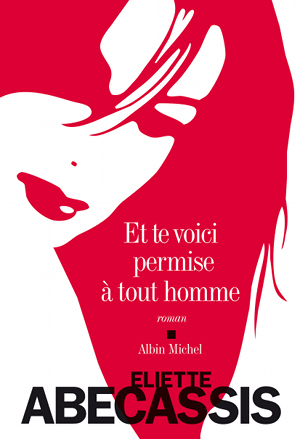 Et te voici
permise
à tout homme
roman
Albin Michel
ELIETTE
ABECASSIS